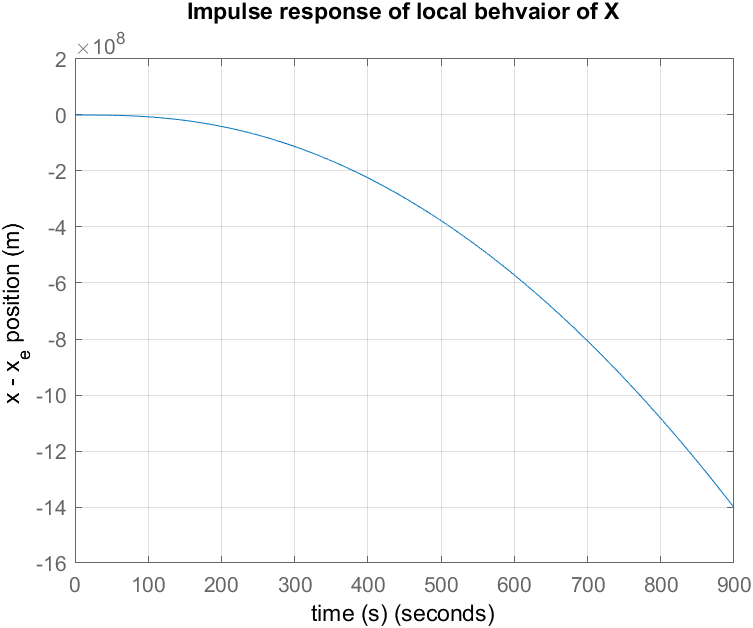 Impulse response of local behvaior of X
×10^8
2
0
-2
-4
-6
-8
-10
-12
-14
-16
x - x_e position (m)
0 100 200 300 400 500 600 700 800 900
time (s) (seconds)